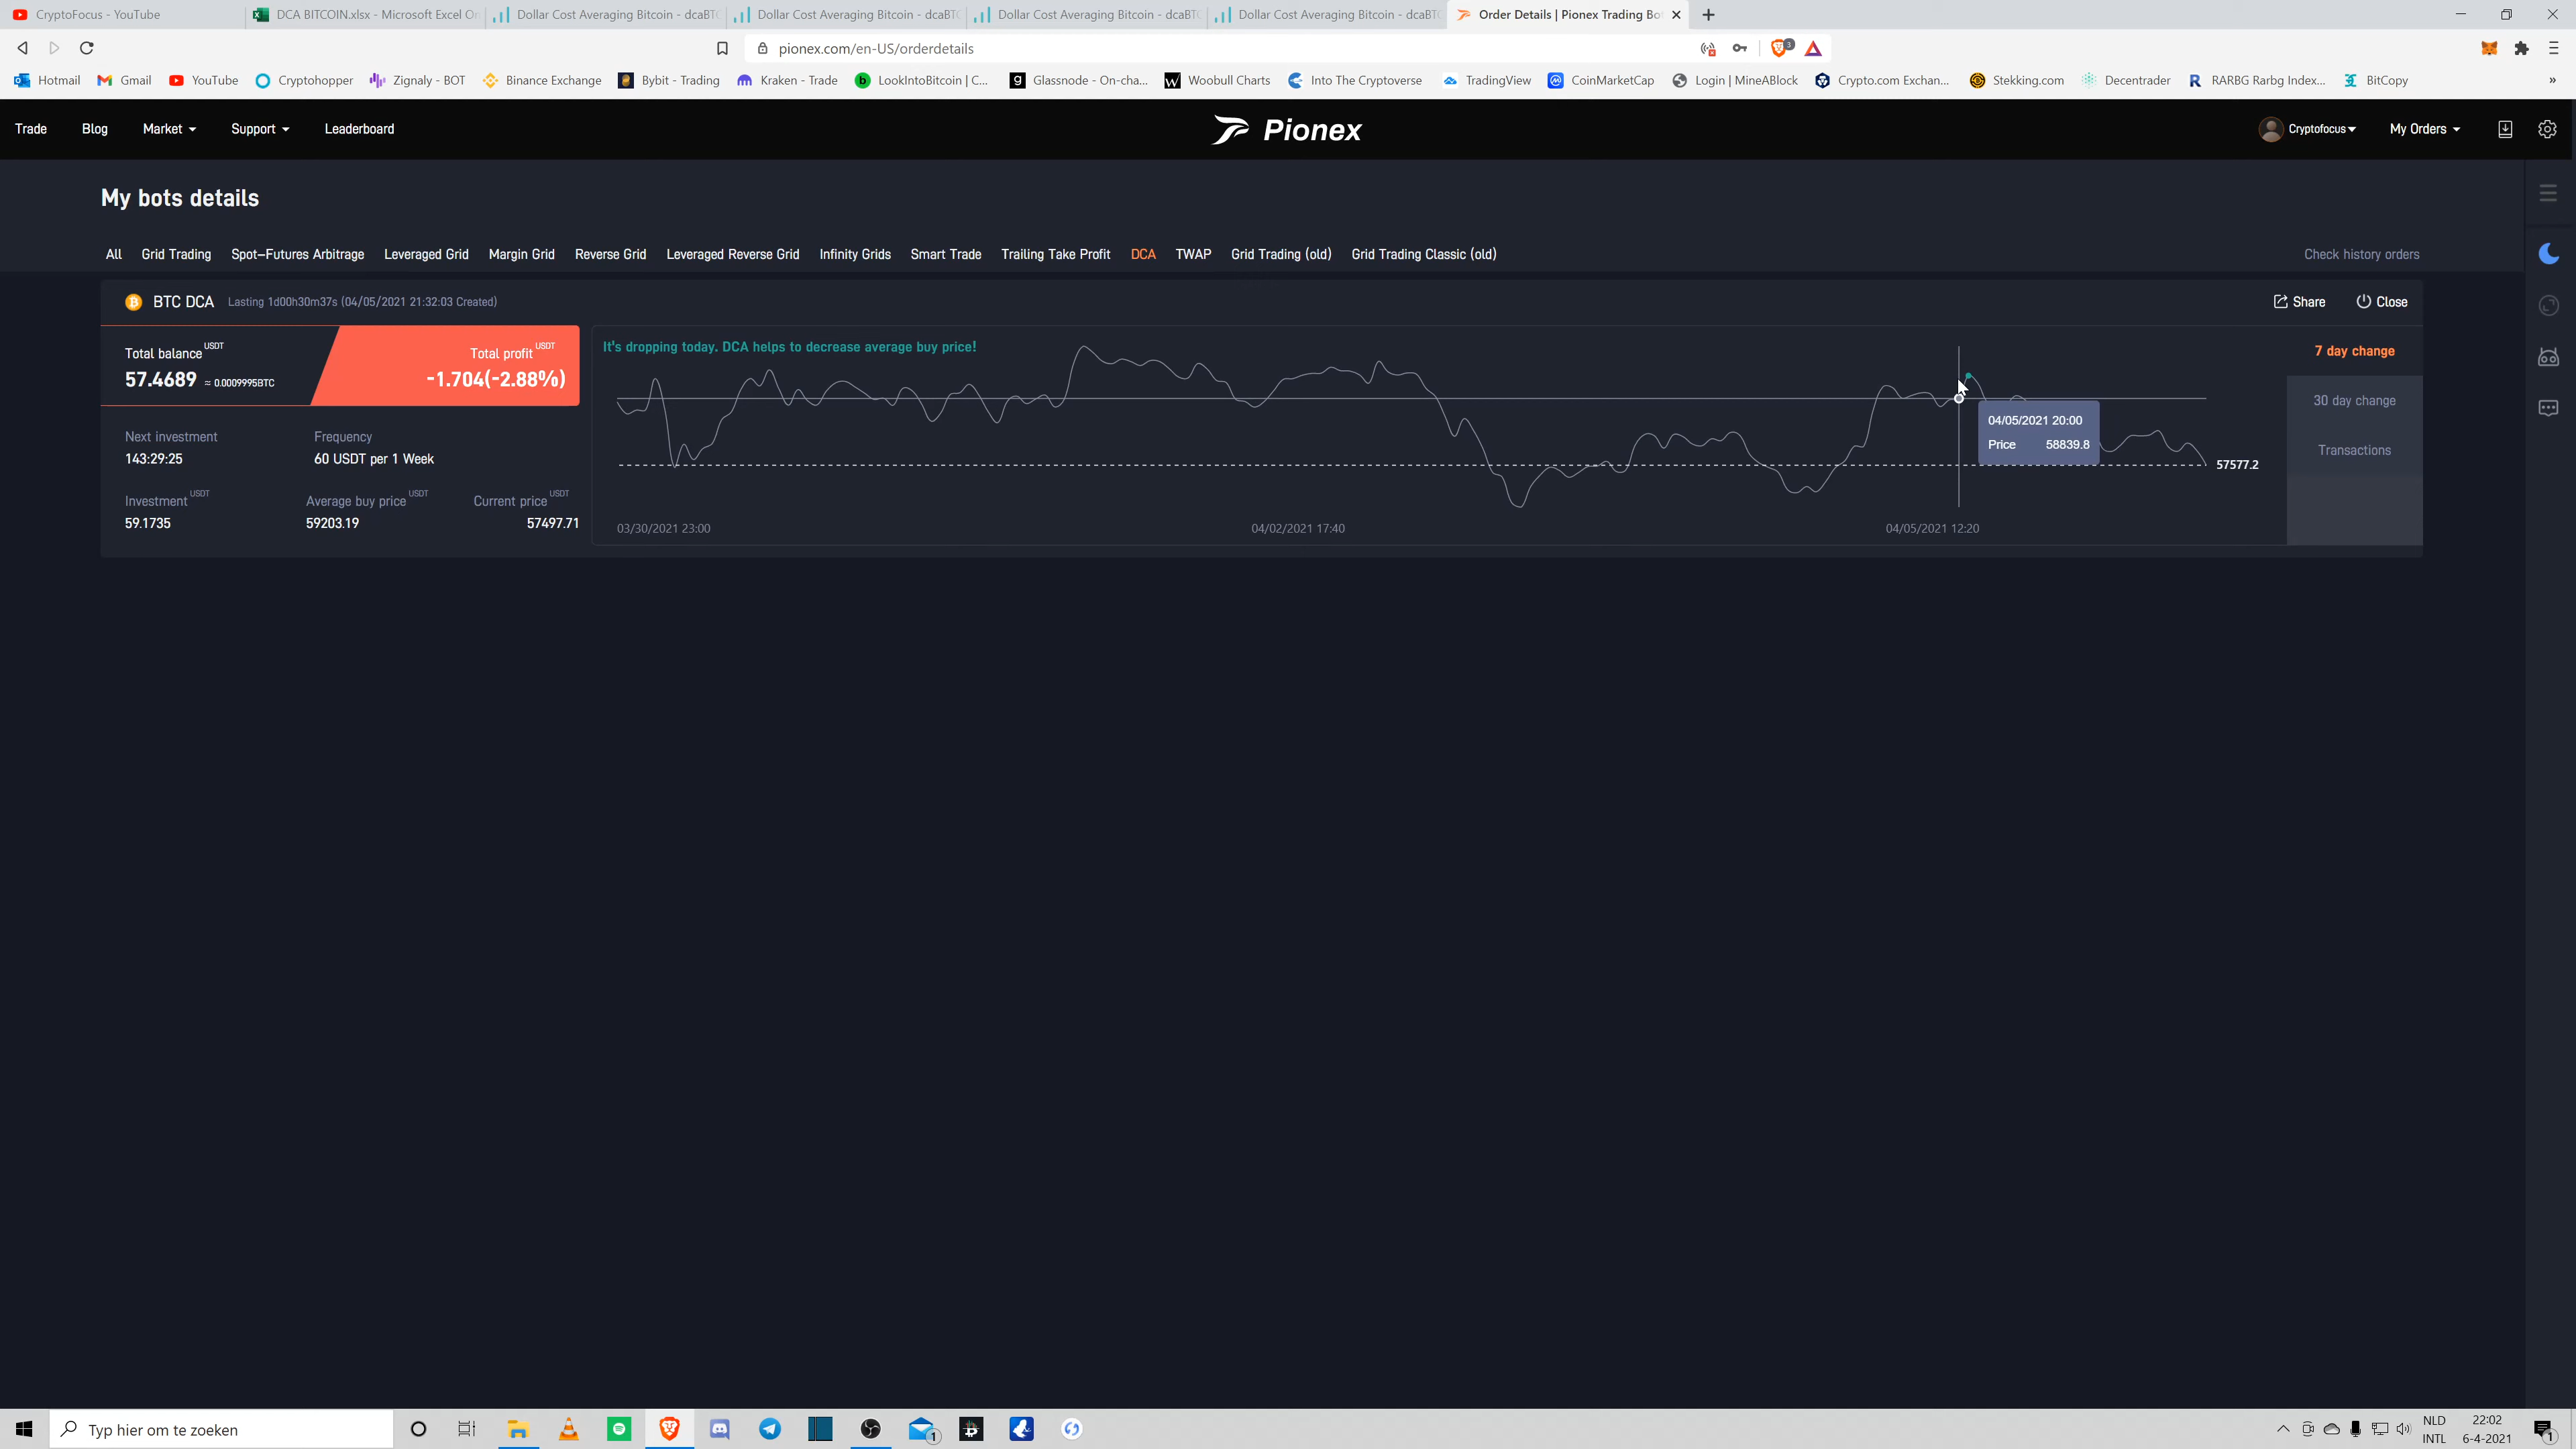 CryptoFocus - YouTube
DCA BITCOIN.xlsx - Microsoft Excel O
Dollar Cost Averaging Bitcoin - dcaBT
Dollar Cost Averaging Bitcoin - dcaBT
Dollar Cost Averaging Bitcoin - dcaBT
Dollar Cost Averaging Bitcoin - dcaBT
Order Details | Pionex Trading Bo
pionex.com/en-US/orderdetails
3
Hotmail
Gmail
YouTube
Cryptohopper
Zignaly - BOT
Binance Exchange
Bybit - Trading
Kraken - Trade
LookIntoBitcoin | C...
Glassnode - On-cha...
Woobull Charts
Into The Cryptoverse
TradingView
CoinMarketCap
Login | MineABlock
Crypto.com Exchan...
Stekking.com
Decentrader
RARBG Rarbg Index...
BitCopy
»
Trade
Blog
Market
Support
Leaderboard
Pionex
Cryptofocus
My Orders
My bots details
All
Grid Trading
Spot–Futures Arbitrage
Leveraged Grid
Margin Grid
Reverse Grid
Leveraged Reverse Grid
Infinity Grids
Smart Trade
Trailing Take Profit
DCA
TWAP
Grid Trading (old)
Grid Trading Classic (old)
Check history orders
BTC DCA
Lasting 1d00h30m37s (04/05/2021 21:32:03 Created)
Share
Close
Total balance USDT
57.4689 ≈ 0.0009995BTC
Total profit USDT
-1.704(-2.88%)
Next investment
143:29:25
Frequency
60 USDT per 1 Week
Investment USDT
59.1735
Average buy price USDT
59203.19
Current price USDT
57497.71
It's dropping today. DCA helps to decrease average buy price!
04/05/2021 20:00
Price 58839.8
57577.2
03/30/2021 23:00
04/02/2021 17:40
04/05/2021 12:20
7 day change
30 day change
Transactions
Typ hier om te zoeken
1
NLD
INTL
22:02
6-4-2021
1